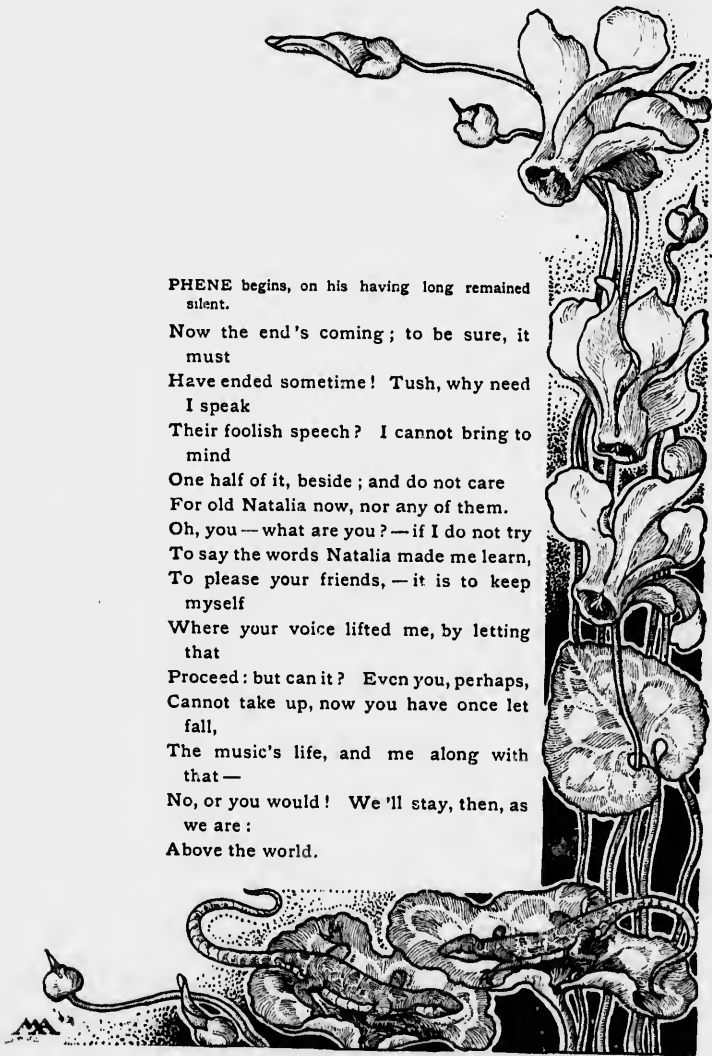 PHENE begins, on his having long remained
silent.
Now the end's coming; to be sure, it
must
Have ended sometime! Tush, why need
I speak
Their foolish speech? I cannot bring to
mind
One half of it, beside; and do not care
For old Natalia now, nor any of them.
Oh, you — what are you? — if I do not try
To say the words Natalia made me learn,
To please your friends, — it is to keep
myself
Where your voice lifted me, by letting
that
Proceed: but can it? Even you, perhaps,
Cannot take up, now you have once let
fall,
The music's life, and me along with
that —
No, or you would! We'll stay, then, as
we are:
Above the world.